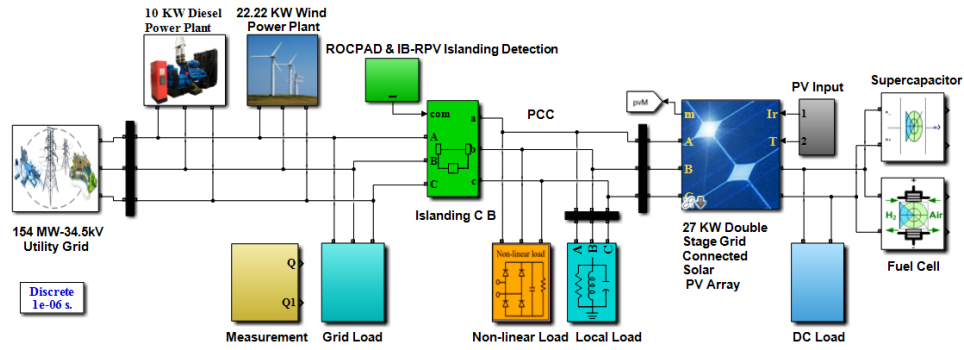 10 KW Diesel
Power Plant
22.22 KW Wind
Power Plant
ROCPAD & IB-RPV Islanding Detection
1
com
A
B
C
a
b
c
Islanding C B
PCC
pvM
m
A
B
C
Ir
T
PV Input
1
2
Supercapacitor
H2
Air
Fuel Cell
154 MW-34.5kV
Utility Grid
Discrete
1e-06 s.
Q
Q1
Measurement
Grid Load
Non-linear load
Non-linear Load
A
B
C
Local Load
27 KW Double
Stage Grid
Connected
Solar
PV Array
DC Load